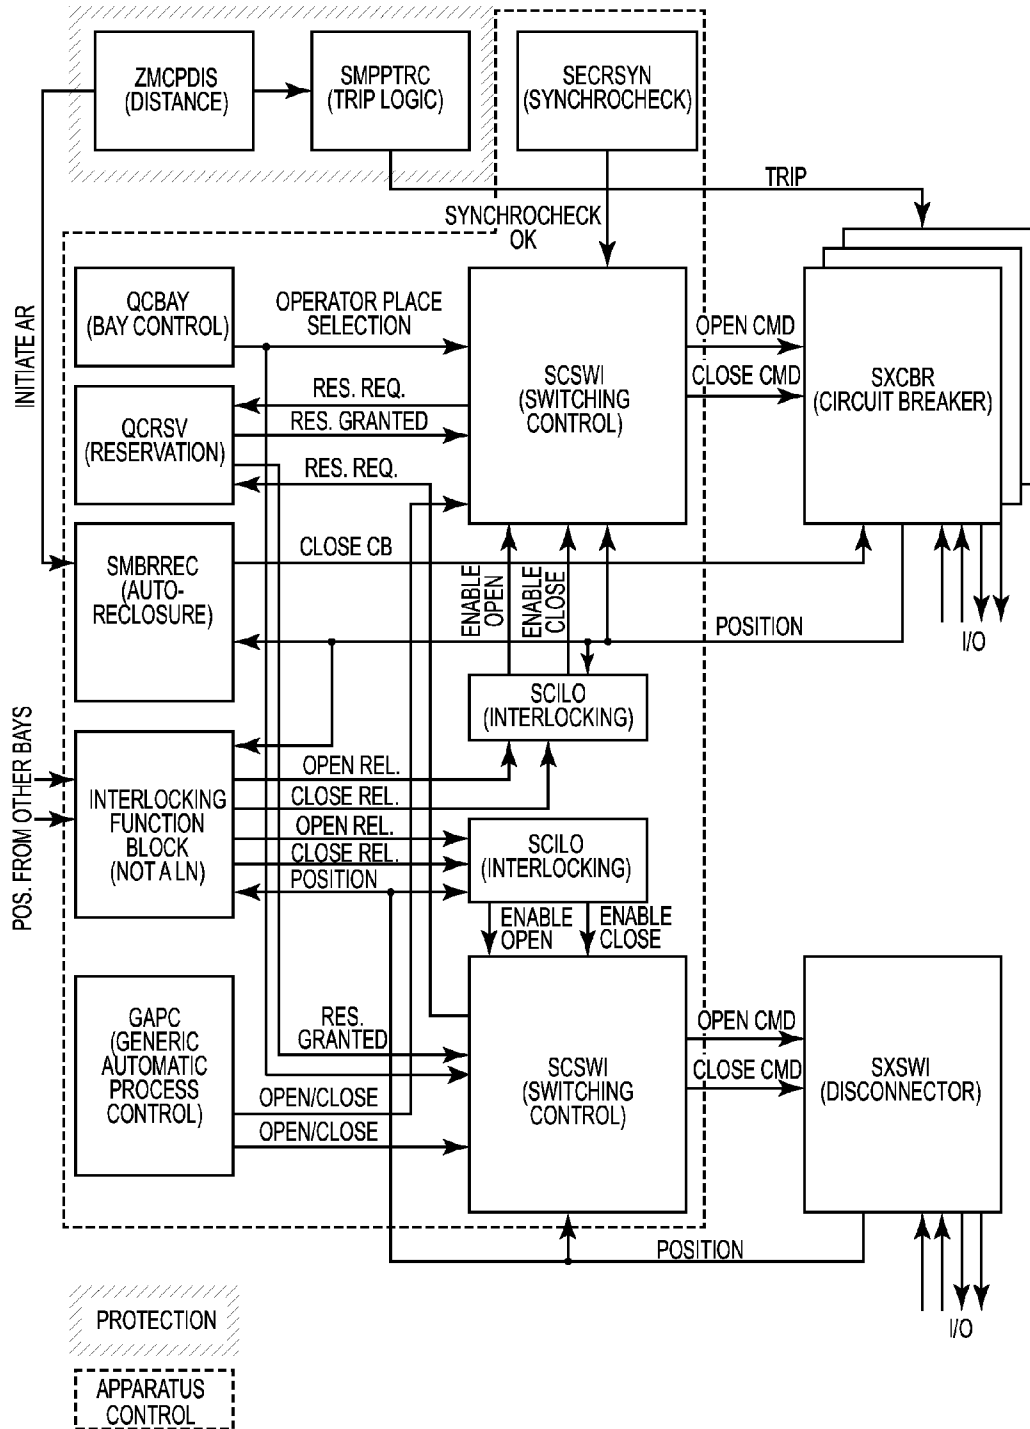 ZMCPDIS
(DISTANCE)
SMPPTRC
(TRIP LOGIC)
SECRSYN
(SYNCHROCHECK)
TRIP
SYNCHROCHECK
OK
INITIATE AR
QCBAY
(BAY CONTROL)
OPERATOR PLACE
SELECTION
SCSWI
(SWITCHING
CONTROL)
OPEN CMD
CLOSE CMD
SXCBR
(CIRCUIT BREAKER)
QCRSV
(RESERVATION)
RES. REQ.
RES. GRANTED
RES. REQ.
SMBRREC
(AUTO-
RECLOSURE)
CLOSE CB
ENABLE
OPEN
ENABLE
CLOSE
POSITION
I/O
SCILO
(INTERLOCKING)
POS. FROM OTHER BAYS
INTERLOCKING
FUNCTION
BLOCK
(NOT A LN)
OPEN REL.
CLOSE REL.
OPEN REL.
CLOSE REL.
POSITION
SCILO
(INTERLOCKING)
ENABLE
OPEN
ENABLE
CLOSE
GAPC
(GENERIC
AUTOMATIC
PROCESS
CONTROL)
RES.
GRANTED
OPEN/CLOSE
OPEN/CLOSE
SCSWI
(SWITCHING
CONTROL)
OPEN CMD
CLOSE CMD
SXSWI
(DISCONNECTOR)
POSITION
I/O
PROTECTION
APPARATUS
CONTROL